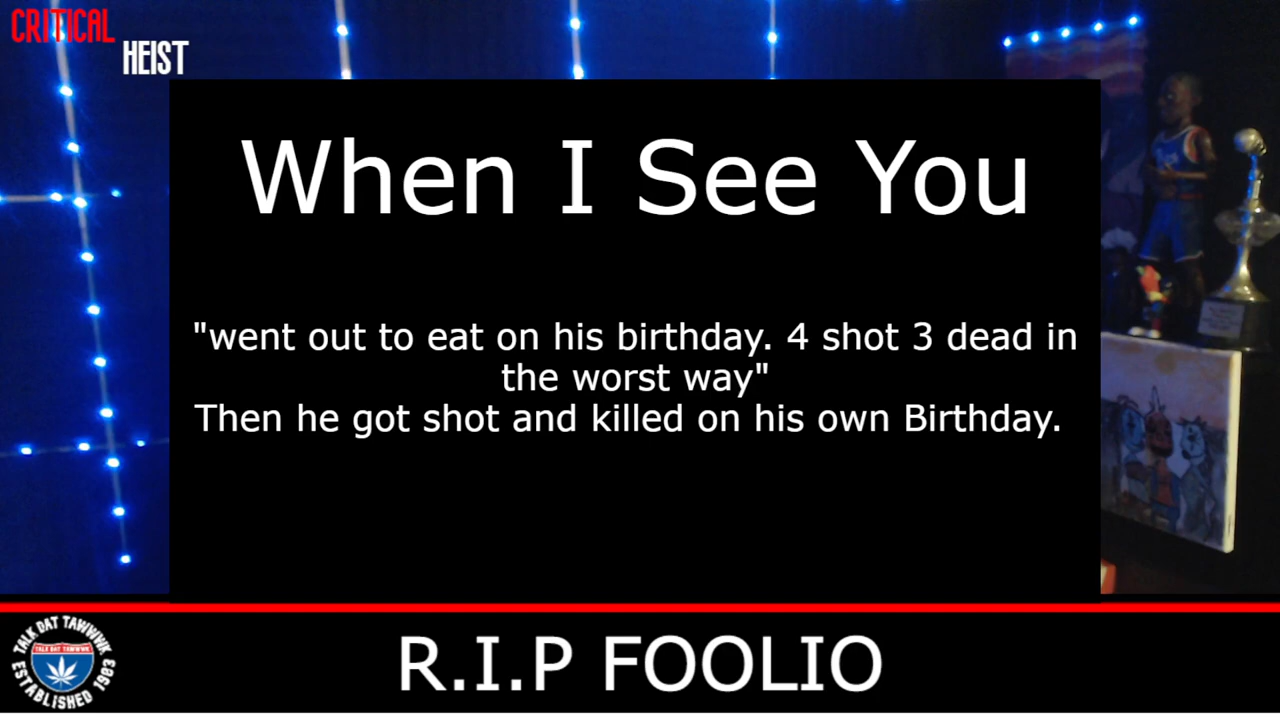 CRITICAL
HEIST
When I See You
"went out to eat on his birthday. 4 shot 3 dead in
the worst way"
Then he got shot and killed on his own Birthday.
TALK DAT TAWWWK
TALK DAT TAWWWK
ESTABLISHED 1983
R.I.P FOOLIO